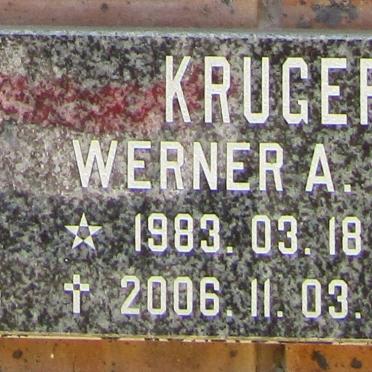 KRUGER
WERNER A.
1983. 03. 18
2006. 11. 03.